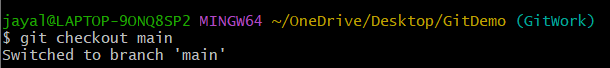 jayal@LAPTOP-9ONQ8SP2 MINGW64 ~/OneDrive/Desktop/GitDemo (GitWork)
$ git checkout main
Switched to branch 'main'